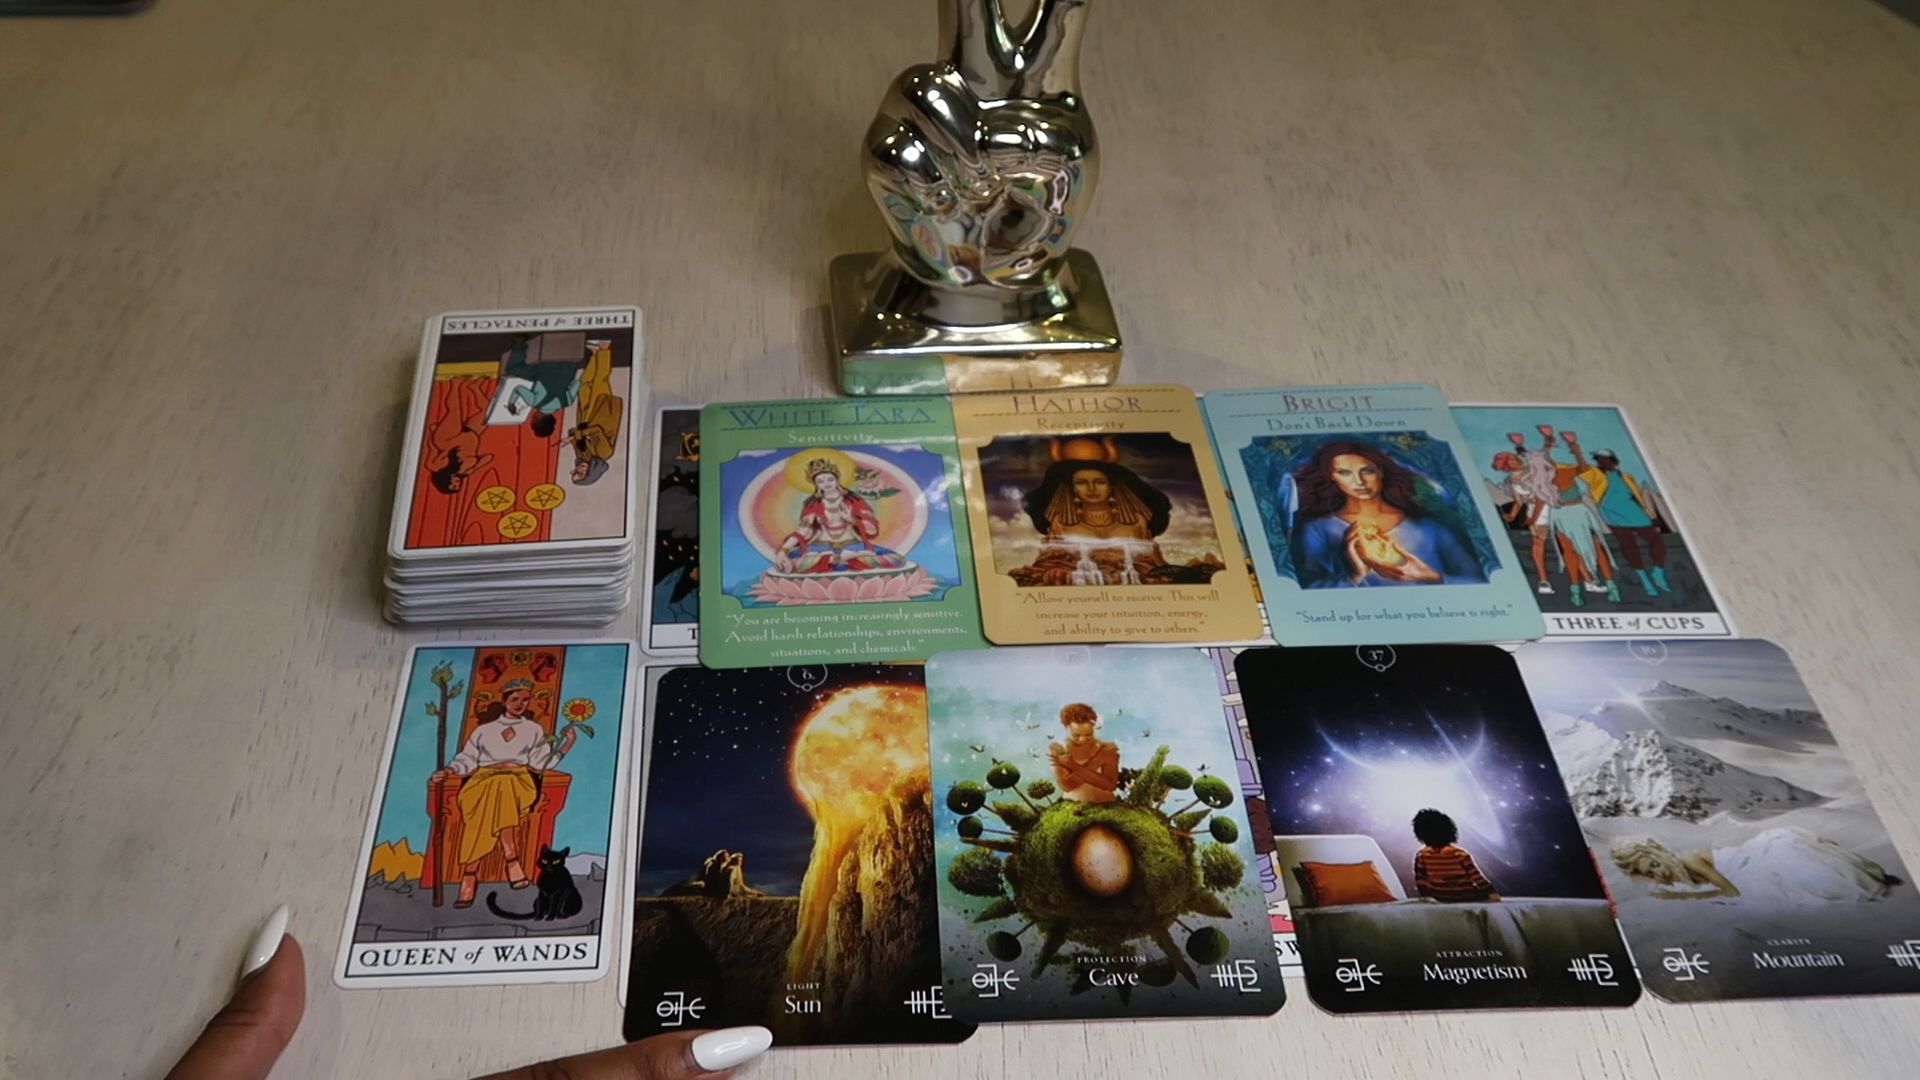 THREE of PENTACLES
WHITE TARA
Sensitivity
"You are becoming increasingly sensitive.
Avoid harsh relationships, environments,
situations, and chemicals."
HATHOR
Receptivity
"Allow yourself to receive. This will
increase your intuition, energy,
and ability to give to others."
BRIGIT
Don't Back Down
"Stand up for what you believe is right."
THREE of CUPS
T
QUEEN of WANDS
6.
LIGHT
Sun
PROTECTION
Cave
37
ATTRACTION
Magnetism
16
CLARITY
Mountain